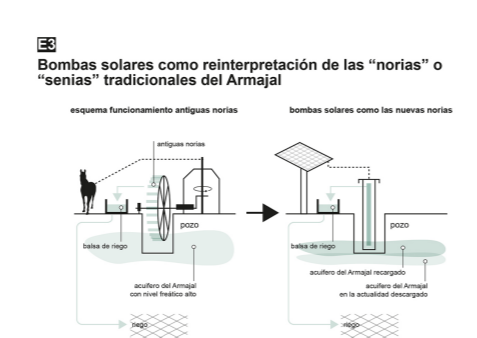 E3
Bombas solares como reinterpretación de las “norias” o
“senias” tradicionales del Armajal
esquema funcionamiento antiguas norias
bombas solares como las nuevas norias
antiguas norias
pozo
balsa de riego
acuífero del Armajal
con nivel freático alto
riego
pozo
balsa de riego
acuífero del Armajal recargado
acuífero del Armajal
en la actualidad descargado
riego